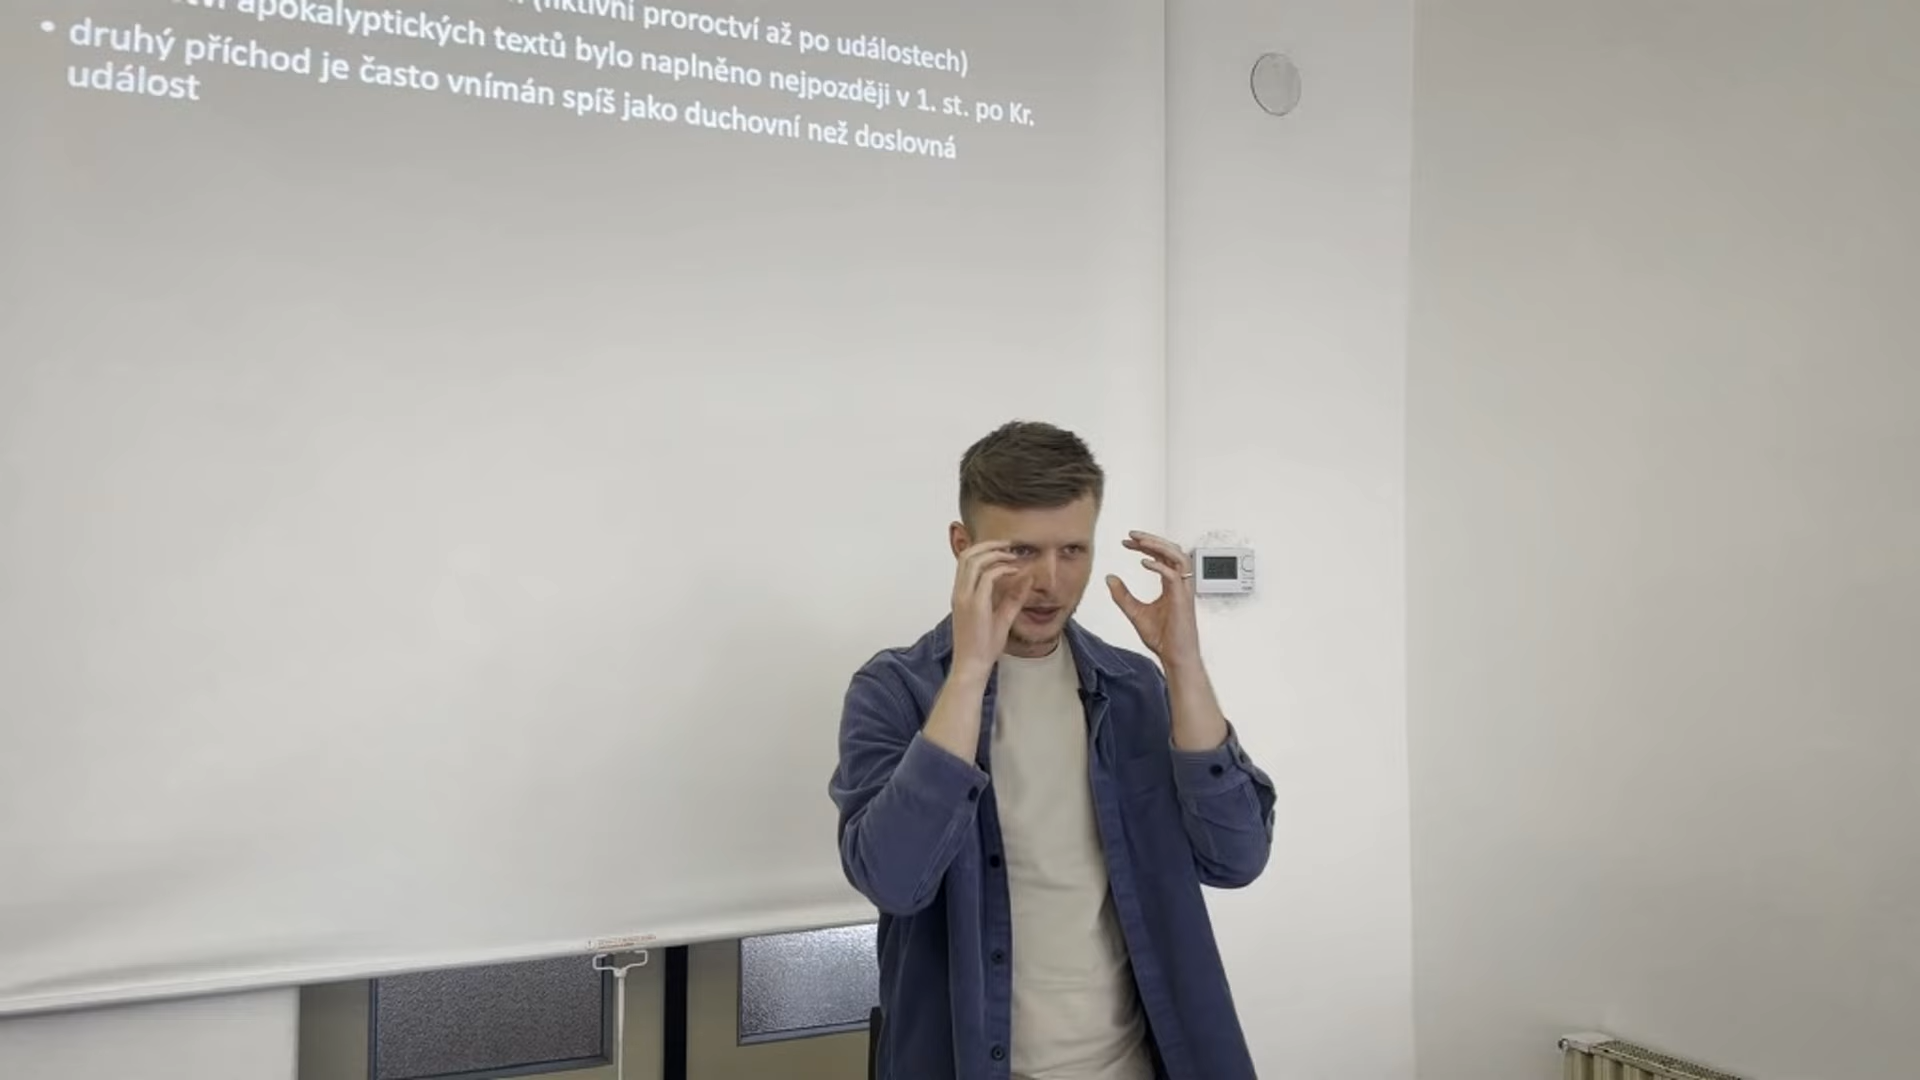 proroctví až po událostech)
apokalyptických textů bylo naplněno nejpozději v 1. st. po Kr.
• druhý příchod je často vnímán spíš jako duchovní než doslovná
událost